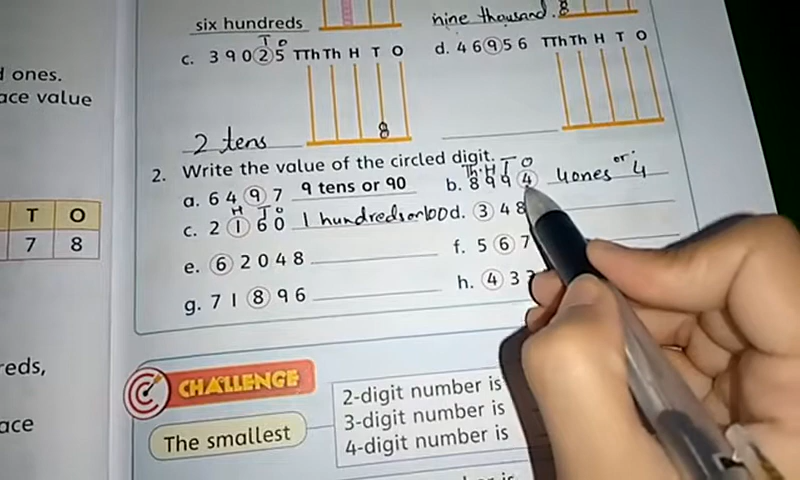 six hundreds
nine thousand. 8
T O
c. 3 9 0 2 5 TTh Th H T O
d. 4 6 9 5 6 TTh Th H T O
ones.
ace value
8
2 tens
2. Write the value of the circled digit.
a. 6 4 9 7 9 tens or 90
Th H T O
b. 8 9 9 4 4 ones or 4
H T O
c. 2 1 6 0 1 hundreds or 100
d. 3 4 8
e. 6 2 0 4 8
f. 5 6 7
g. 7 1 8 9 6
h. 4 3 3
T O
7 8
eds,
ace
CHALLENGE
The smallest
2-digit number is
3-digit number is
4-digit number is